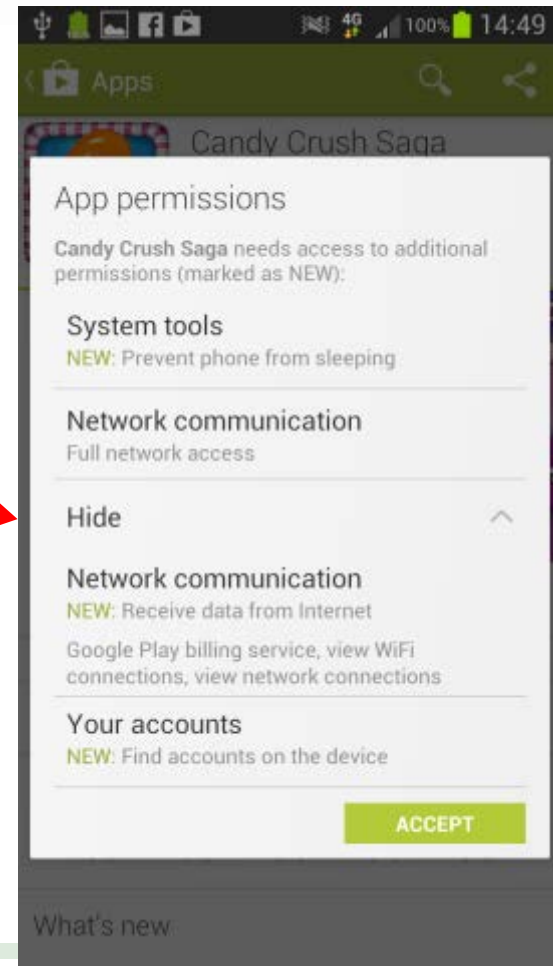 4G 100% 14:49
Apps
Candy Crush Saga
App permissions
Candy Crush Saga needs access to additional
permissions (marked as NEW):
System tools
NEW: Prevent phone from sleeping
Network communication
Full network access
Hide
Network communication
NEW: Receive data from Internet
Google Play billing service, view WiFi
connections, view network connections
Your accounts
NEW: Find accounts on the device
ACCEPT
What's new